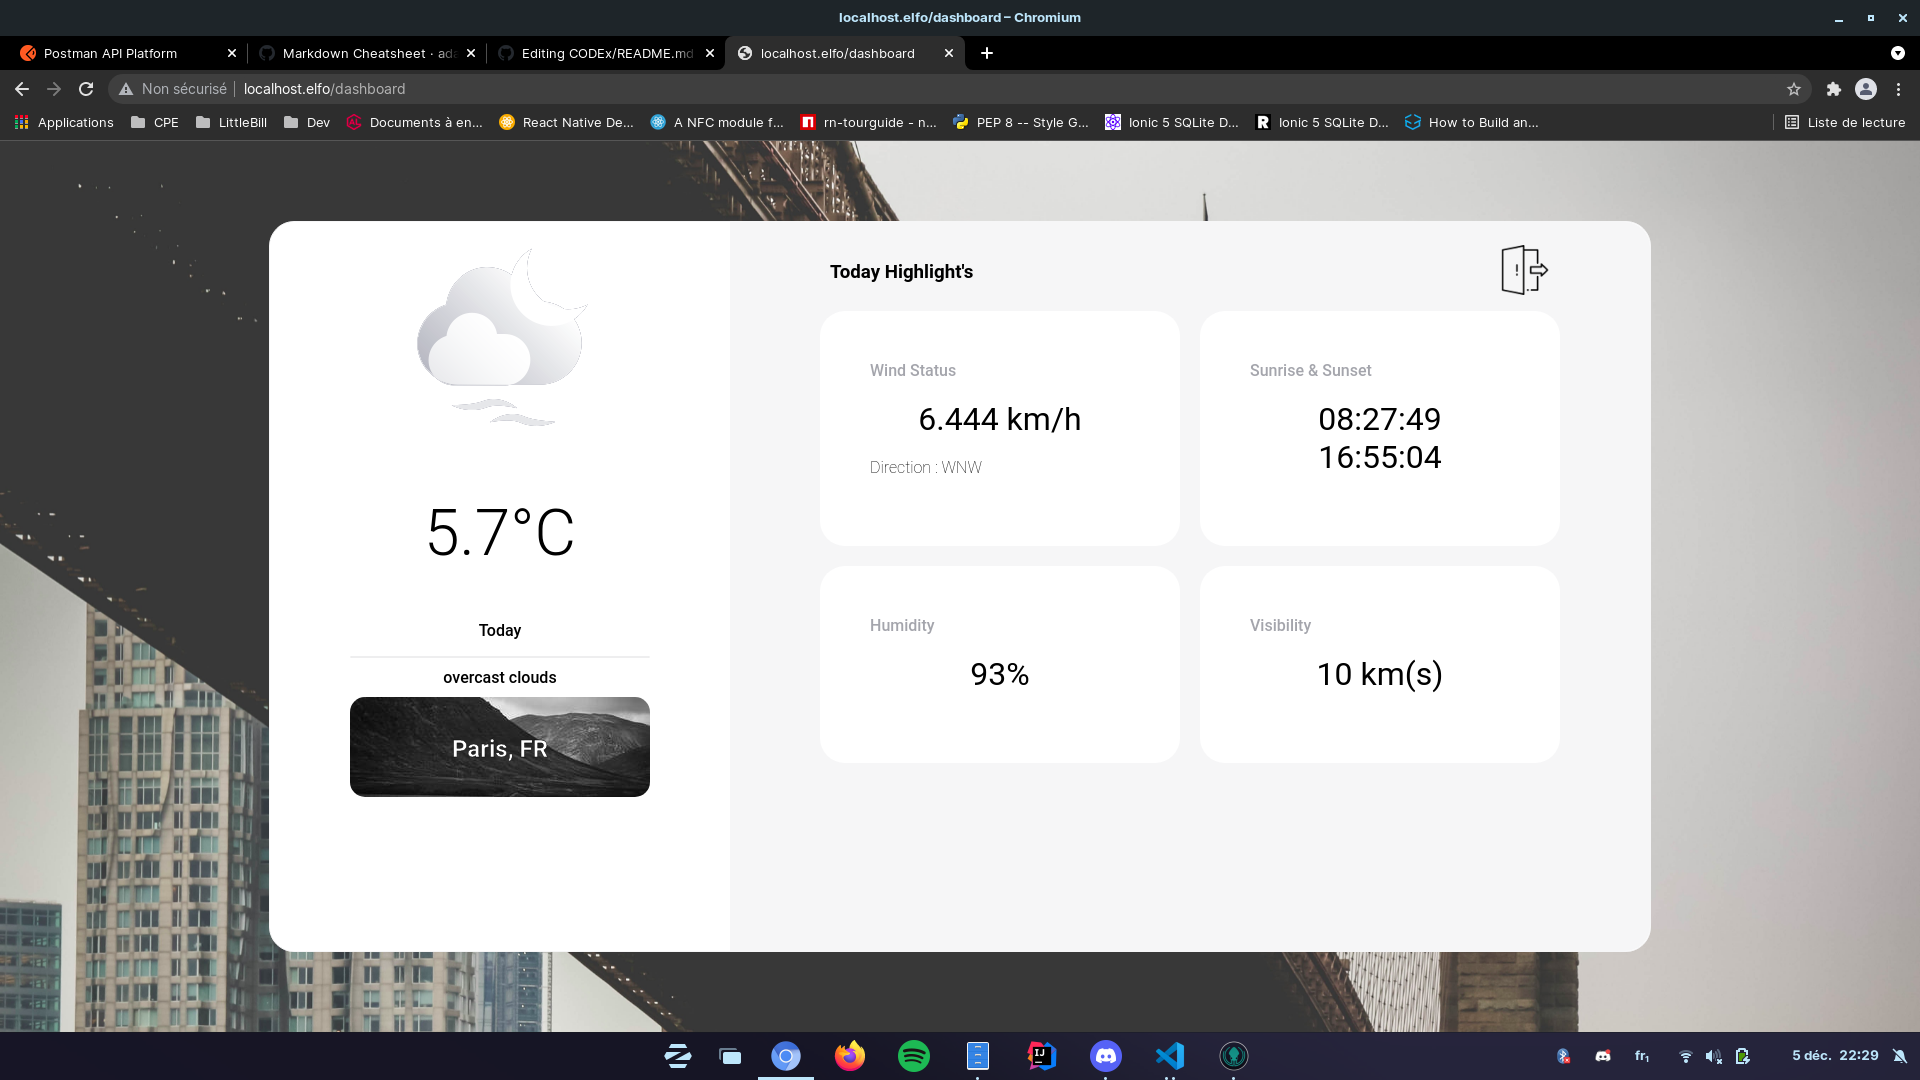 localhost.elfo/dashboard – Chromium
Postman API Platform
Markdown Cheatsheet · ada
Editing CODEx/README.md
localhost.elfo/dashboard
Non sécurisé
localhost.elfo/dashboard
Applications
CPE
LittleBill
Dev
Documents à en...
React Native De...
A NFC module f...
rn-tourguide - n...
PEP 8 -- Style G...
Ionic 5 SQLite D...
Ionic 5 SQLite D...
How to Build an...
Liste de lecture
5.7°C
Today
overcast clouds
Paris, FR
Today Highlight's
Wind Status
6.444 km/h
Direction : WNW
Sunrise & Sunset
08:27:49
16:55:04
Humidity
93%
Visibility
10 km(s)
IJ
fr₁
5 déc. 22:29